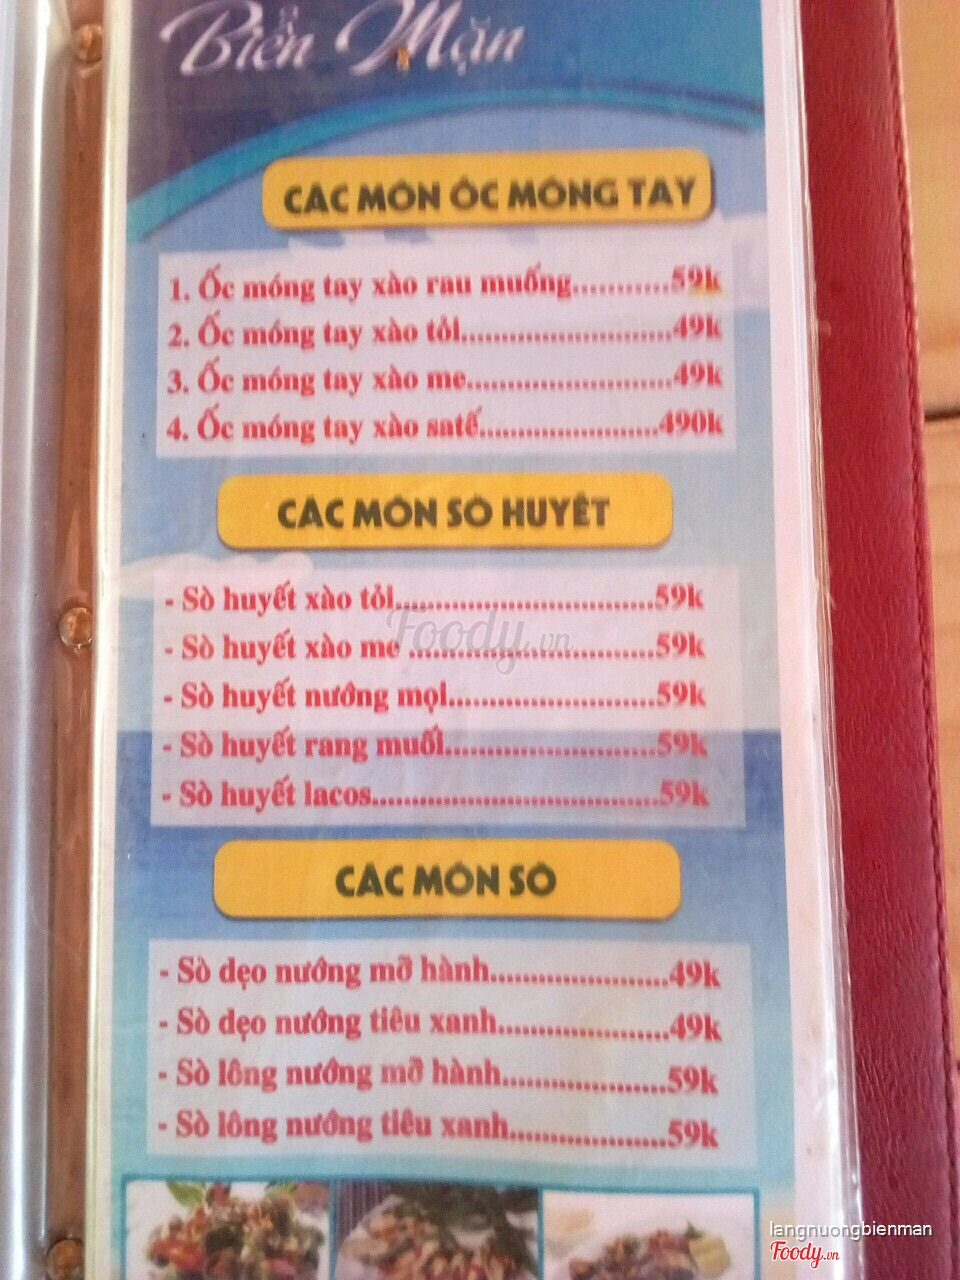 Biển Mặn
CÁC MÓN ỐC MÓNG TAY
1. Ốc móng tay xào rau muống...........59k
2. Ốc móng tay xào tỏi.......................49k
3. Ốc móng tay xào me.......................49k
4. Ốc móng tay xào satế....................490k
CÁC MÓN SÒ HUYẾT
- Sò huyết xào tỏi.............................59k
- Sò huyết xào me ...........................59k
- Sò huyết nướng mọi.......................59k
- Sò huyết rang muối........................59k
- Sò huyết lacos................................59k
CÁC MÓN SÒ
- Sò dẹo nướng mỡ hành....................49k
- Sò dẹo nướng tiêu xanh...................49k
- Sò lông nướng mỡ hành..................59k
- Sò lông nướng tiêu xanh.................59k
Foody.vn
langnuongbienman
Foody.vn